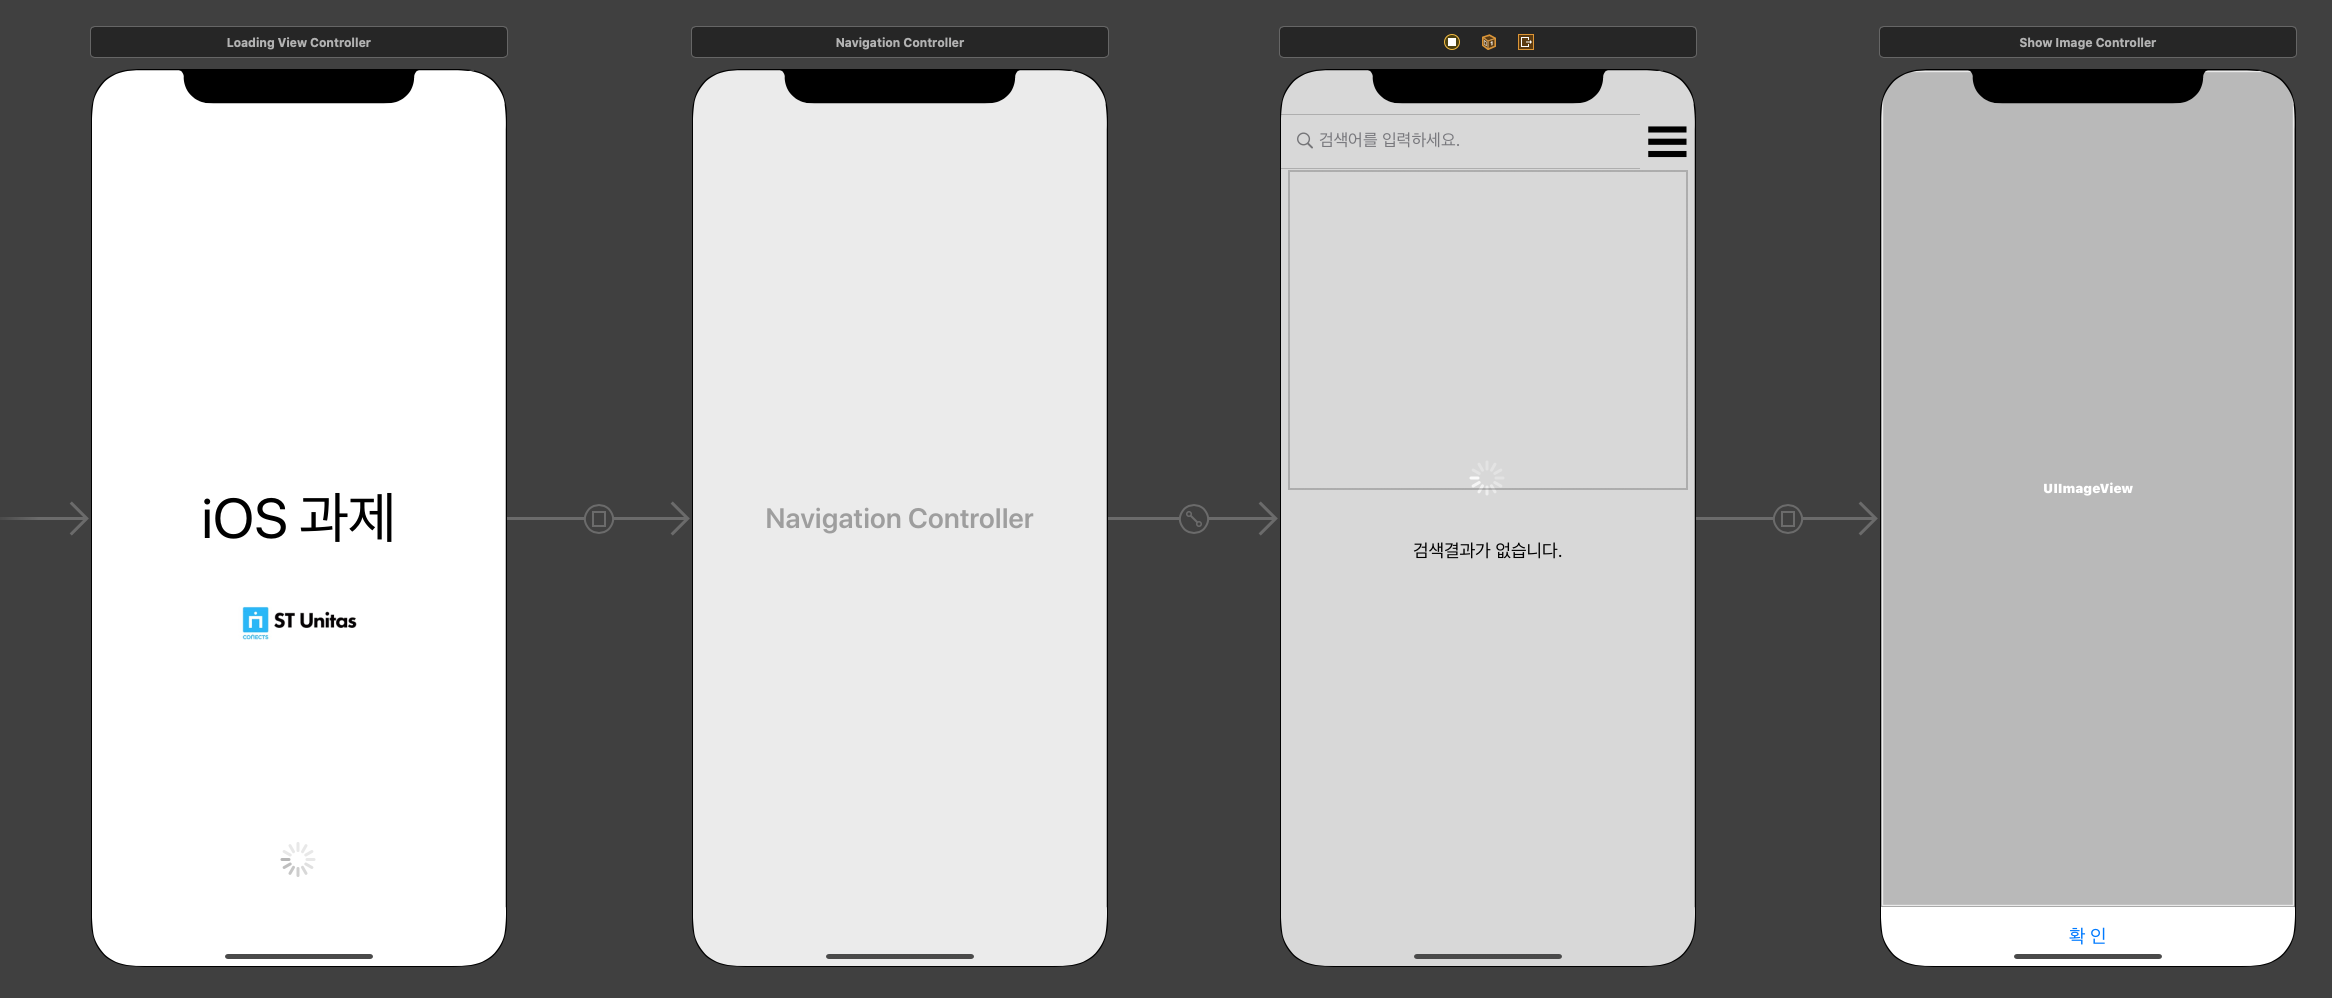 Loading View Controller
Navigation Controller
Show Image Controller
검색어를 입력하세요.
UIImageView
iOS 과제
Navigation Controller
검색결과가 없습니다.
ST Unitas
CONECTS
확 인